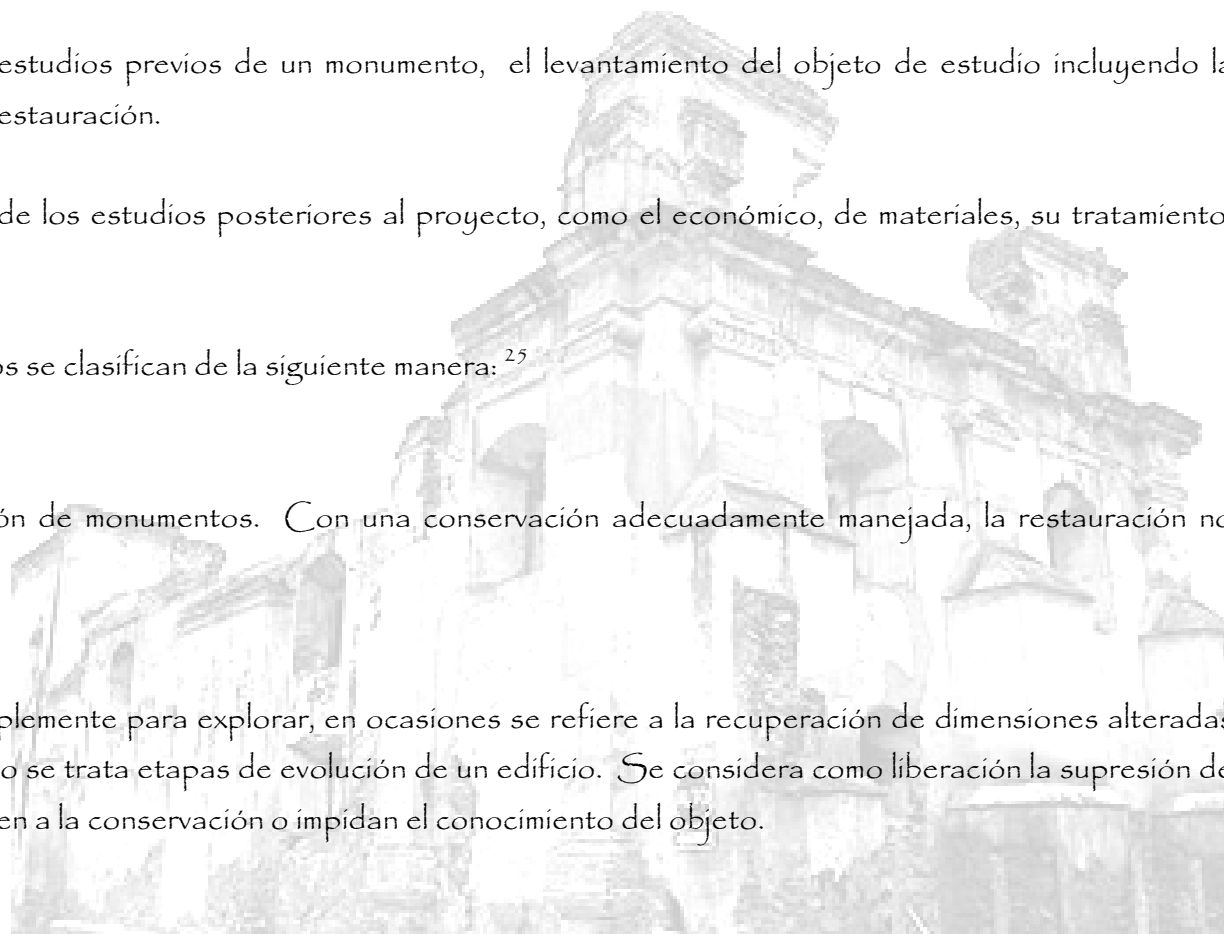 estudios previos de un monumento, el levantamiento del objeto de estudio incluyendo la
estauración.
de los estudios posteriores al proyecto, como el económico, de materiales, su tratamiento
os se clasifican de la siguiente manera: 25
ón de monumentos. Con una conservación adecuadamente manejada, la restauración no
plemente para explorar, en ocasiones se refiere a la recuperación de dimensiones alteradas
o se trata etapas de evolución de un edificio. Se considera como liberación la supresión de
en a la conservación o impidan el conocimiento del objeto.